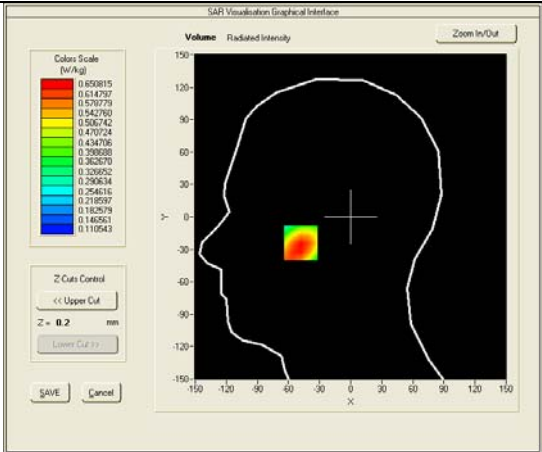 SAR Visualisation Graphical Interface
Volume Radiated Intensity
Zoom In/Out
Colors Scale
(W/kg)
0.650815
0.614797
0.578779
0.542760
0.506742
0.470724
0.434706
0.398688
0.362670
0.326652
0.290634
0.254616
0.218597
0.182579
0.146561
0.110543
150
120
90
60
30
0
-30
-60
-90
-120
-150
Y
-150 -120 -90 -60 -30 0 30 60 90 120 150
X
Z-Cuts Control
<< Upper Cut
Z = 0.2 mm
Lower Cut >>
SAVE Cancel